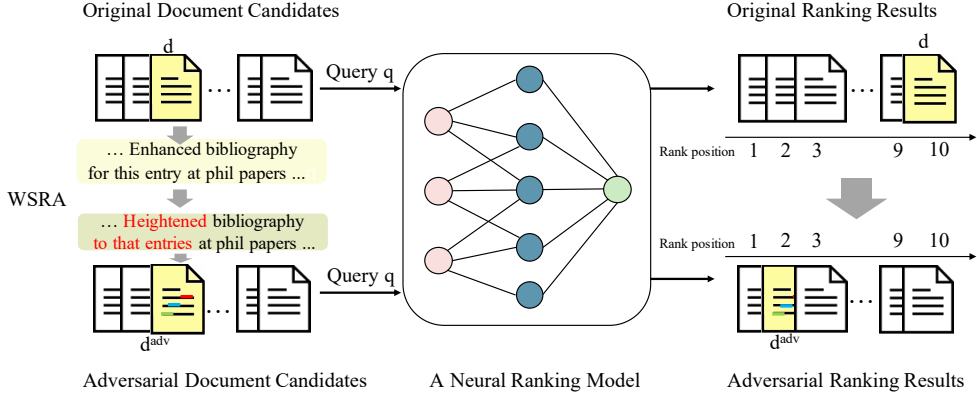 Original Document Candidates
Original Ranking Results
d
d
Query q
...
...
Rank position 1 2 3 9 10
... Enhanced bibliography
for this entry at phil papers ...
WSRA
... Heightened bibliography
to that entries at phil papers ...
Rank position 1 2 3 9 10
Query q
...
...
d^adv
d^adv
Adversarial Document Candidates
A Neural Ranking Model
Adversarial Ranking Results